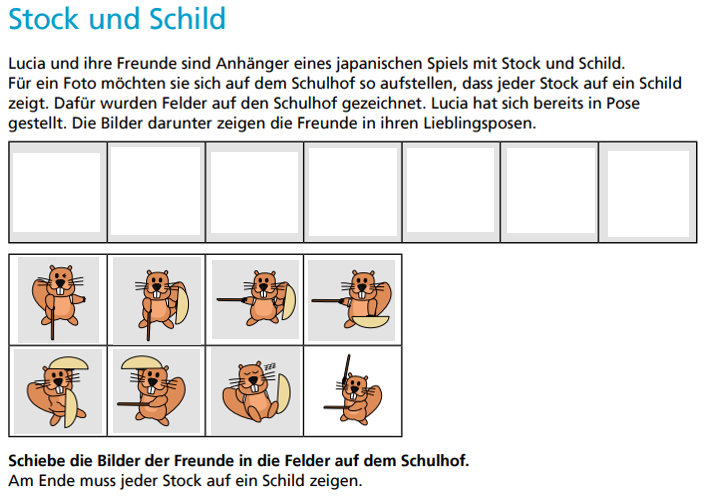 Stock und Schild
Lucia und ihre Freunde sind Anhänger eines japanischen Spiels mit Stock und Schild.
Für ein Foto möchten sie sich auf dem Schulhof so aufstellen, dass jeder Stock auf ein Schild
zeigt. Dafür wurden Felder auf den Schulhof gezeichnet. Lucia hat sich bereits in Pose
gestellt. Die Bilder darunter zeigen die Freunde in ihren Lieblingsposen.
zzz
Schiebe die Bilder der Freunde in die Felder auf dem Schulhof.
Am Ende muss jeder Stock auf ein Schild zeigen.